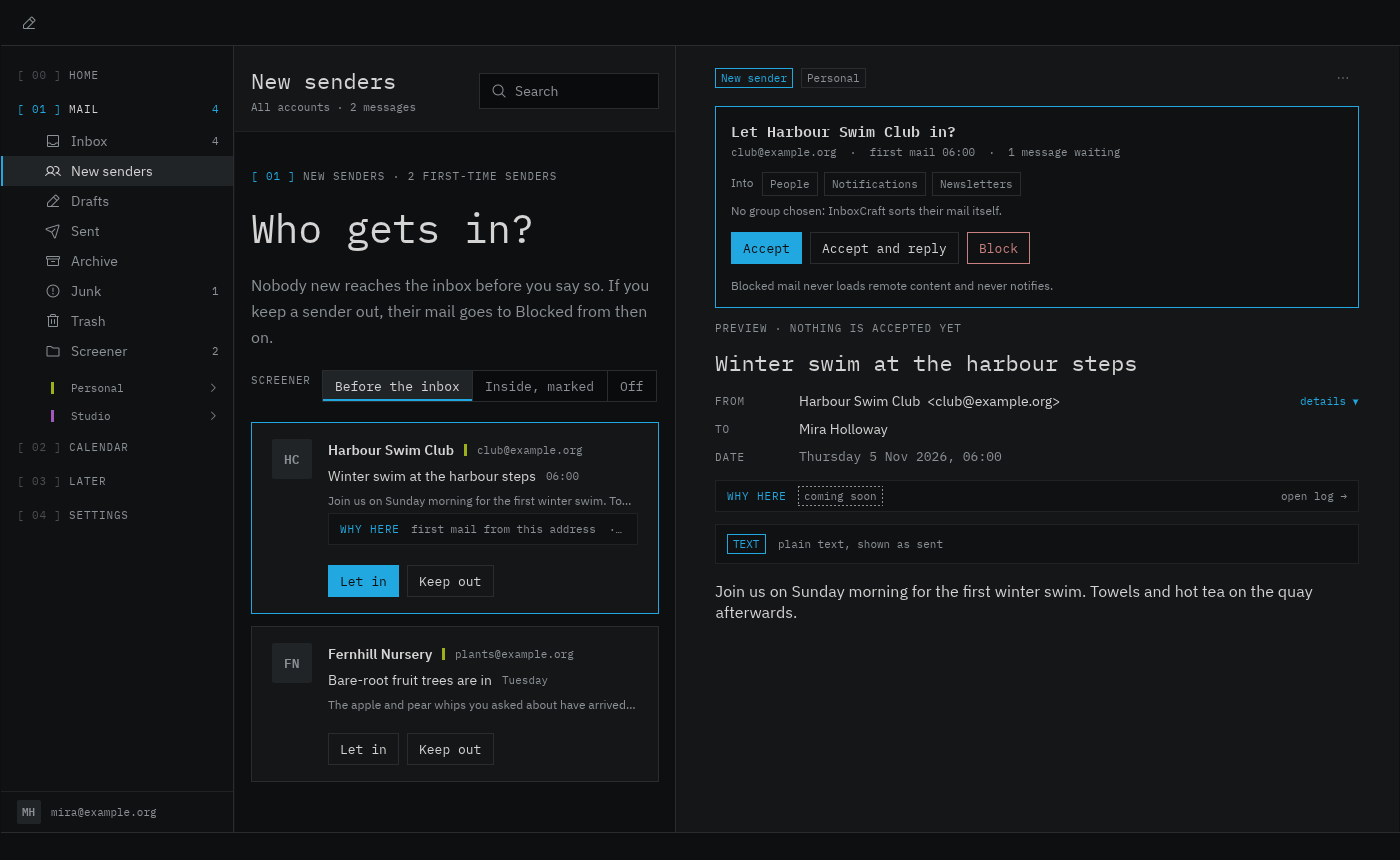 [ 00 ] HOME
[ 01 ] MAIL 4
Inbox 4
New senders
Drafts
Sent
Archive
Junk 1
Trash
Screener 2
Personal
Studio
[ 02 ] CALENDAR
[ 03 ] LATER
[ 04 ] SETTINGS
MH mira@example.org
New senders
All accounts · 2 messages
Search
[ 01 ] NEW SENDERS · 2 FIRST-TIME SENDERS
Who gets in?
Nobody new reaches the inbox before you say so. If you
keep a sender out, their mail goes to Blocked from then
on.
SCREENER Before the inbox Inside, marked Off
HC Harbour Swim Club club@example.org
Winter swim at the harbour steps 06:00
Join us on Sunday morning for the first winter swim. To…
WHY HERE first mail from this address ·…
Let in Keep out
FN Fernhill Nursery plants@example.org
Bare-root fruit trees are in Tuesday
The apple and pear whips you asked about have arrived…
Let in Keep out
New sender Personal ···
Let Harbour Swim Club in?
club@example.org · first mail 06:00 · 1 message waiting
Into People Notifications Newsletters
No group chosen: InboxCraft sorts their mail itself.
Accept Accept and reply Block
Blocked mail never loads remote content and never notifies.
PREVIEW · NOTHING IS ACCEPTED YET
Winter swim at the harbour steps
FROM Harbour Swim Club <club@example.org> details ▾
TO Mira Holloway
DATE Thursday 5 Nov 2026, 06:00
WHY HERE coming soon open log →
TEXT plain text, shown as sent
Join us on Sunday morning for the first winter swim. Towels and hot tea on the quay
afterwards.